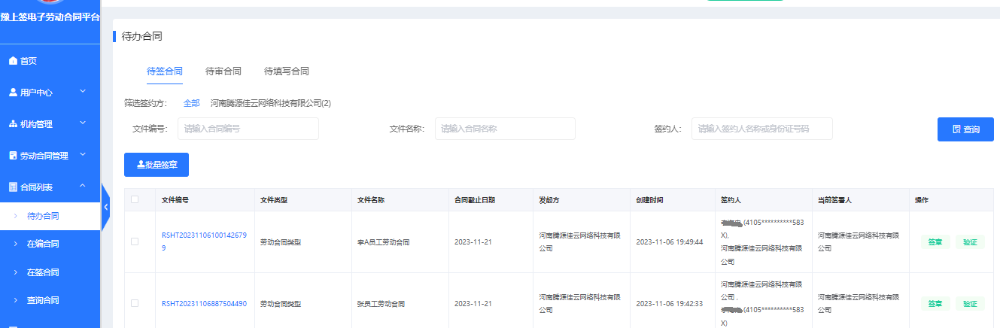 豫上签电子劳动合同平台
首页
用户中心
机构管理
劳动合同管理
合同列表
待办合同
在编合同
在签合同
查询合同
待办合同
待签合同 待审合同 待填写合同
筛选签约方： 全部 河南腾源佳云网络科技有限公司(2)
文件编号： 请输入合同编号 文件名称： 请输入合同名称 签约人： 请输入签约人名称或身份证号码 查询
批量签章
文件编号 文件类型 文件名称 合同截止日期 发起方 创建时间 签约人 当前签署人 操作
RSHT20231106100142679
9
劳动合同类型
李A员工劳动合同
2023-11-21
河南腾源佳云网络科技有限
公司
2023-11-06 19:49:44
(4105**********583
X),
河南腾源佳云网络科技有限
公司
河南腾源佳云网络科技有限
公司
签章 验证
RSHT20231106887504490
劳动合同类型
张员工劳动合同
2023-11-21
河南腾源佳云网络科技有限
公司
2023-11-06 19:42:33
河南腾源佳云网络科技有限
公司 ,
(4105**********583
X)
河南腾源佳云网络科技有限
公司
签章 验证